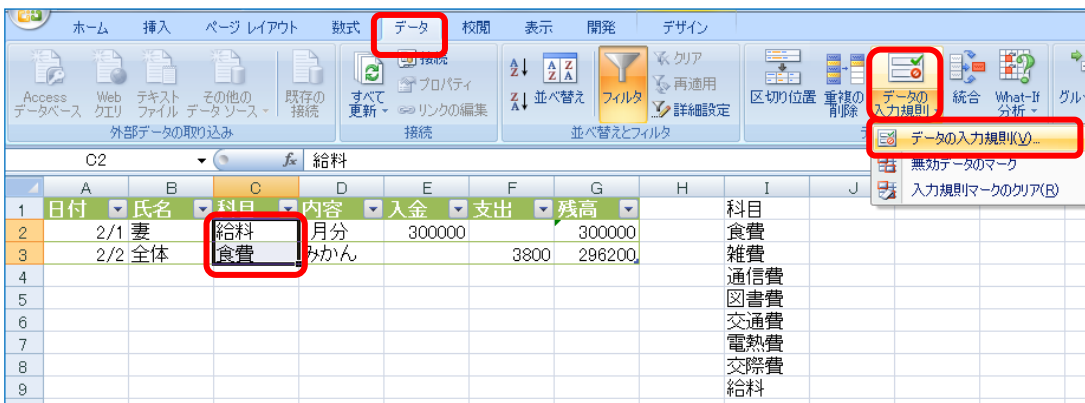 ホーム 挿入 ページ レイアウト 数式 データ 校閲 表示 開発 デザイン
Access データベース
Web クエリ
テキスト ファイル
その他の データ ソース
既存の 接続
外部データの取り込み
すべて 更新
接続
プロパティ
リンクの編集
接続
並べ替え
フィルタ
クリア
再適用
詳細設定
並べ替えとフィルタ
区切り位置
重複の 削除
データの 入力規則
統合
What-If 分析
データの入力規則(V)...
無効データのマーク
入力規則マークのクリア(R)
C2 fx 給料
A B C D E F G H I J
1 日付 氏名 科目 内容 入金 支出 残高 科目
2 2/1 妻 給料 月分 300000 300000 食費
3 2/2 全体 食費 みかん 3800 296200 雑費
4 通信費
5 図書費
6 交通費
7 電熱費
8 交際費
9 給料